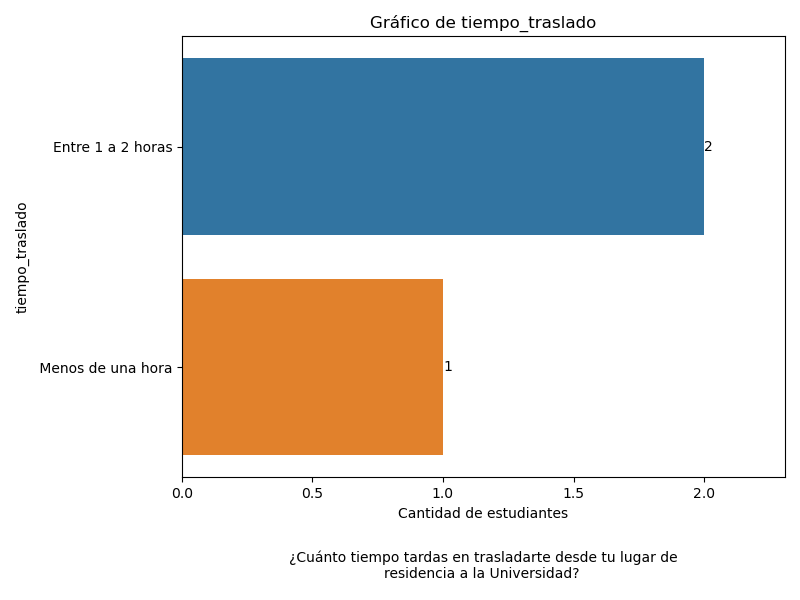 Gráfico de tiempo_traslado
Entre 1 a 2 horas
2
tiempo_traslado
Menos de una hora
1
0.0
0.5
1.0
1.5
2.0
Cantidad de estudiantes
¿Cuánto tiempo tardas en trasladarte desde tu lugar de
residencia a la Universidad?